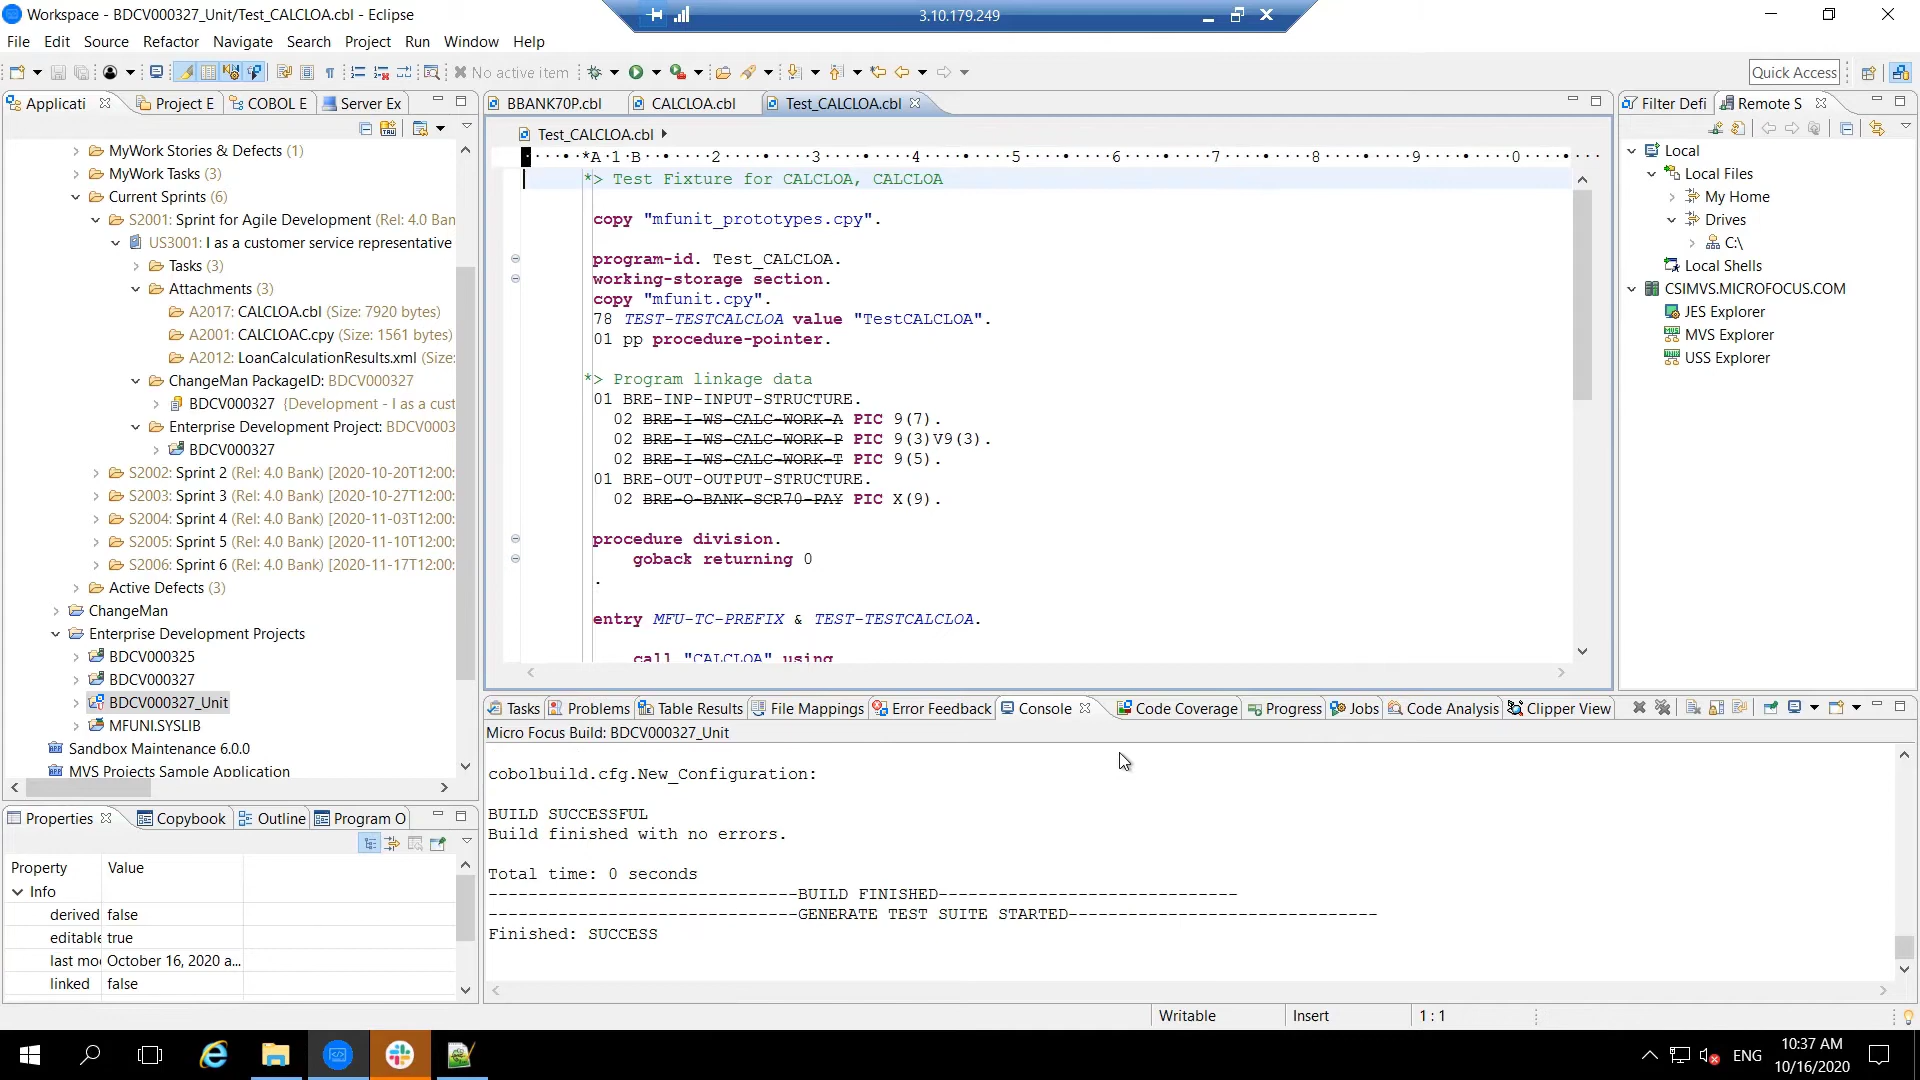 Workspace - BDCV000327_Unit/Test_CALCLOA.cbl - Eclipse
3.10.179.249
File Edit Source Refactor Navigate Search Project Run Window Help
No active item
Quick Access
Applicati
Project E
COBOL E
Server Ex
MyWork Stories & Defects (1)
MyWork Tasks (3)
Current Sprints (6)
S2001: Sprint for Agile Development (Rel: 4.0 Ban
US3001: I as a customer service representative
Tasks (3)
Attachments (3)
A2017: CALCLOA.cbl (Size: 7920 bytes)
A2001: CALCLOAC.cpy (Size: 1561 bytes)
A2012: LoanCalculationResults.xml (Size:
ChangeMan PackageID: BDCV000327
BDCV000327 {Development - I as a cust
Enterprise Development Project: BDCV0003
BDCV000327
S2002: Sprint 2 (Rel: 4.0 Bank) [2020-10-20T12:00:
S2003: Sprint 3 (Rel: 4.0 Bank) [2020-10-27T12:00:
S2004: Sprint 4 (Rel: 4.0 Bank) [2020-11-03T12:00:
S2005: Sprint 5 (Rel: 4.0 Bank) [2020-11-10T12:00:
S2006: Sprint 6 (Rel: 4.0 Bank) [2020-11-17T12:00:
Active Defects (3)
ChangeMan
Enterprise Development Projects
BDCV000325
BDCV000327
BDCV000327_Unit
MFUNI.SYSLIB
Sandbox Maintenance 6.0.0
MVS Projects Sample Application
Properties
Copybook
Outline
Program O
Property Value
Info
derived false
editable true
last mo October 16, 2020 a...
linked false
BBANK70P.cbl
CALCLOA.cbl
Test_CALCLOA.cbl
Test_CALCLOA.cbl
*A 1 B 2 3 4 5 6 7 8 9 0
*> Test Fixture for CALCLOA, CALCLOA
copy "mfunit_prototypes.cpy".
program-id. Test_CALCLOA.
working-storage section.
copy "mfunit.cpy".
78 TEST-TESTCALCLOA value "TestCALCLOA".
01 pp procedure-pointer.
*> Program linkage data
01 BRE-INP-INPUT-STRUCTURE.
02 BRE-I-WS-CALC-WORK-A PIC 9(7).
02 BRE-I-WS-CALC-WORK-P PIC 9(3)V9(3).
02 BRE-I-WS-CALC-WORK-T PIC 9(5).
01 BRE-OUT-OUTPUT-STRUCTURE.
02 BRE-O-BANK-SCR70-PAY PIC X(9).
procedure division.
goback returning 0
.
entry MFU-TC-PREFIX & TEST-TESTCALCLOA.
call "CALCLOA" using
Tasks
Problems
Table Results
File Mappings
Error Feedback
Console
Code Coverage
Progress
Jobs
Code Analysis
Clipper View
Micro Focus Build: BDCV000327_Unit
cobolbuild.cfg.New_Configuration:
BUILD SUCCESSFUL
Build finished with no errors.
Total time: 0 seconds
-------------------------------BUILD FINISHED------------------------------
-------------------------------GENERATE TEST SUITE STARTED-------------------------------
Finished: SUCCESS
Filter Defi
Remote S
Local
Local Files
My Home
Drives
C:\
Local Shells
CSIMVS.MICROFOCUS.COM
JES Explorer
MVS Explorer
USS Explorer
Writable
Insert
1 : 1
ENG
10:37 AM
10/16/2020